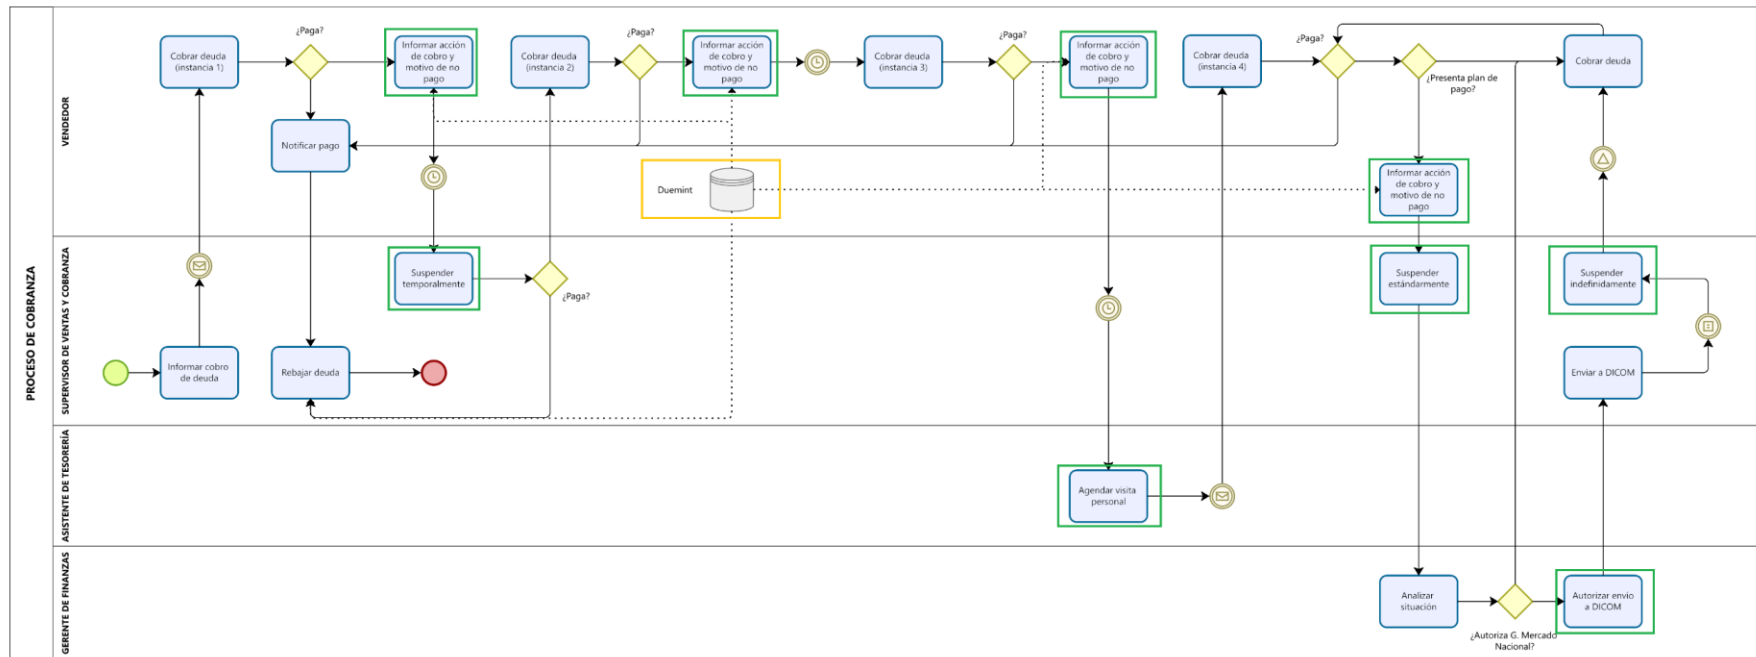 PROCESO DE COBRANZA
VENDEDOR
Cobrar deuda
(instancia 1)
¿Paga?
Informar acción
de cobro y
motivo de no
pago
Cobrar deuda
(instancia 2)
¿Paga?
Informar acción
de cobro y
motivo de no
pago
Cobrar deuda
(instancia 3)
¿Paga?
Informar acción
de cobro y
motivo de no
pago
Cobrar deuda
(instancia 4)
¿Paga?
¿Presenta plan de
pago?
Cobrar deuda
Notificar pago
Duemint
Informar acción
de cobro y
motivo de no
pago
SUPERVISOR DE VENTAS Y COBRANZA
Suspender
temporalmente
¿Paga?
Suspender
estándarmente
Suspender
indefinidamente
Informar cobro
de deuda
Rebajar deuda
Enviar a DICOM
ASISTENTE DE TESORERÍA
Agendar visita
personal
GERENTE DE FINANZAS
Analizar
situación
¿Autoriza G. Mercado
Nacional?
Autorizar envío
a DICOM